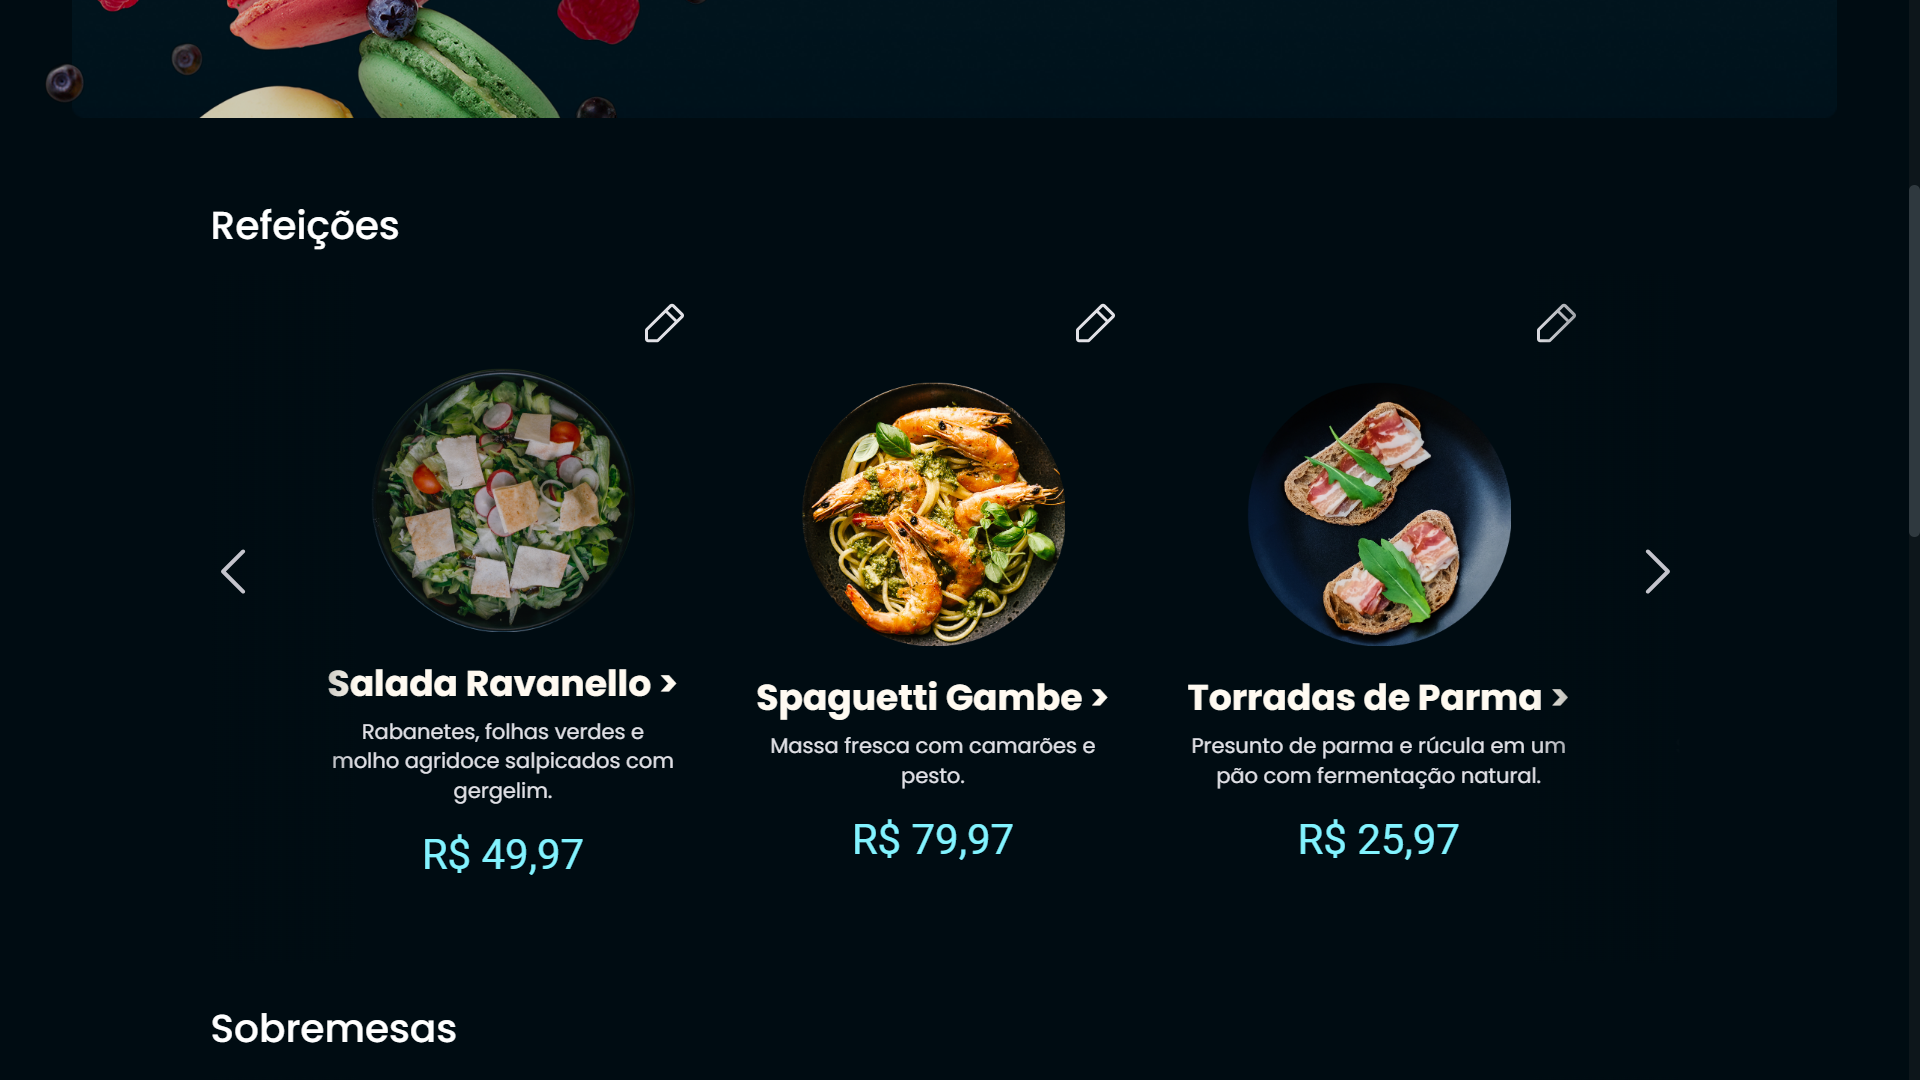 Refeições
Salada Ravanello >
Rabanetes, folhas verdes e
molho agridoce salpicados com
gergelim.
R$ 49,97
Spaguetti Gambe >
Massa fresca com camarões e
pesto.
R$ 79,97
Torradas de Parma >
Presunto de parma e rúcula em um
pão com fermentação natural.
R$ 25,97
Sobremesas